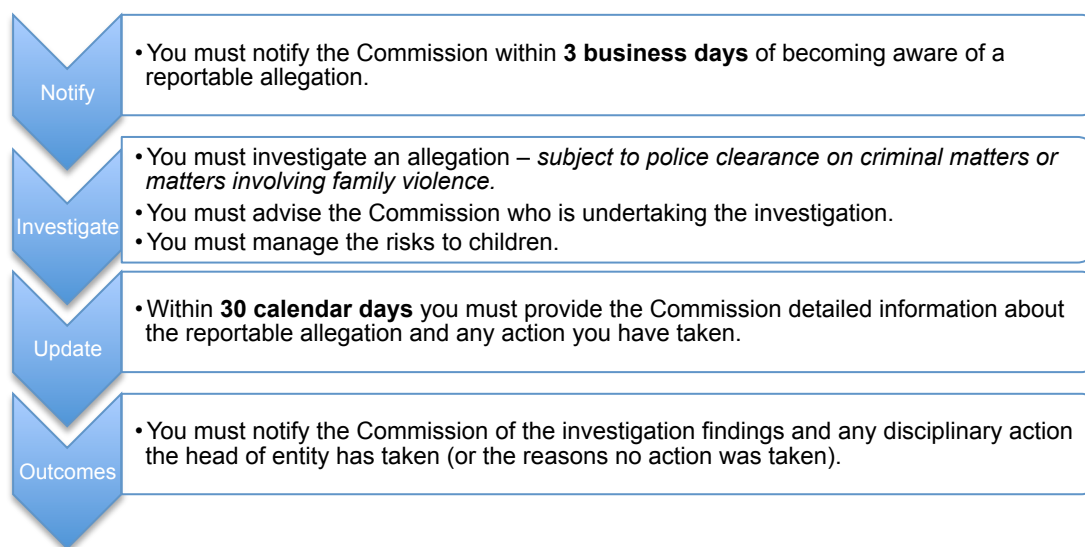 Notify
• You must notify the Commission within 3 business days of becoming aware of a
reportable allegation.
Investigate
• You must investigate an allegation – subject to police clearance on criminal matters or
matters involving family violence.
• You must advise the Commission who is undertaking the investigation.
• You must manage the risks to children.
Update
• Within 30 calendar days you must provide the Commission detailed information about
the reportable allegation and any action you have taken.
Outcomes
• You must notify the Commission of the investigation findings and any disciplinary action
the head of entity has taken (or the reasons no action was taken).